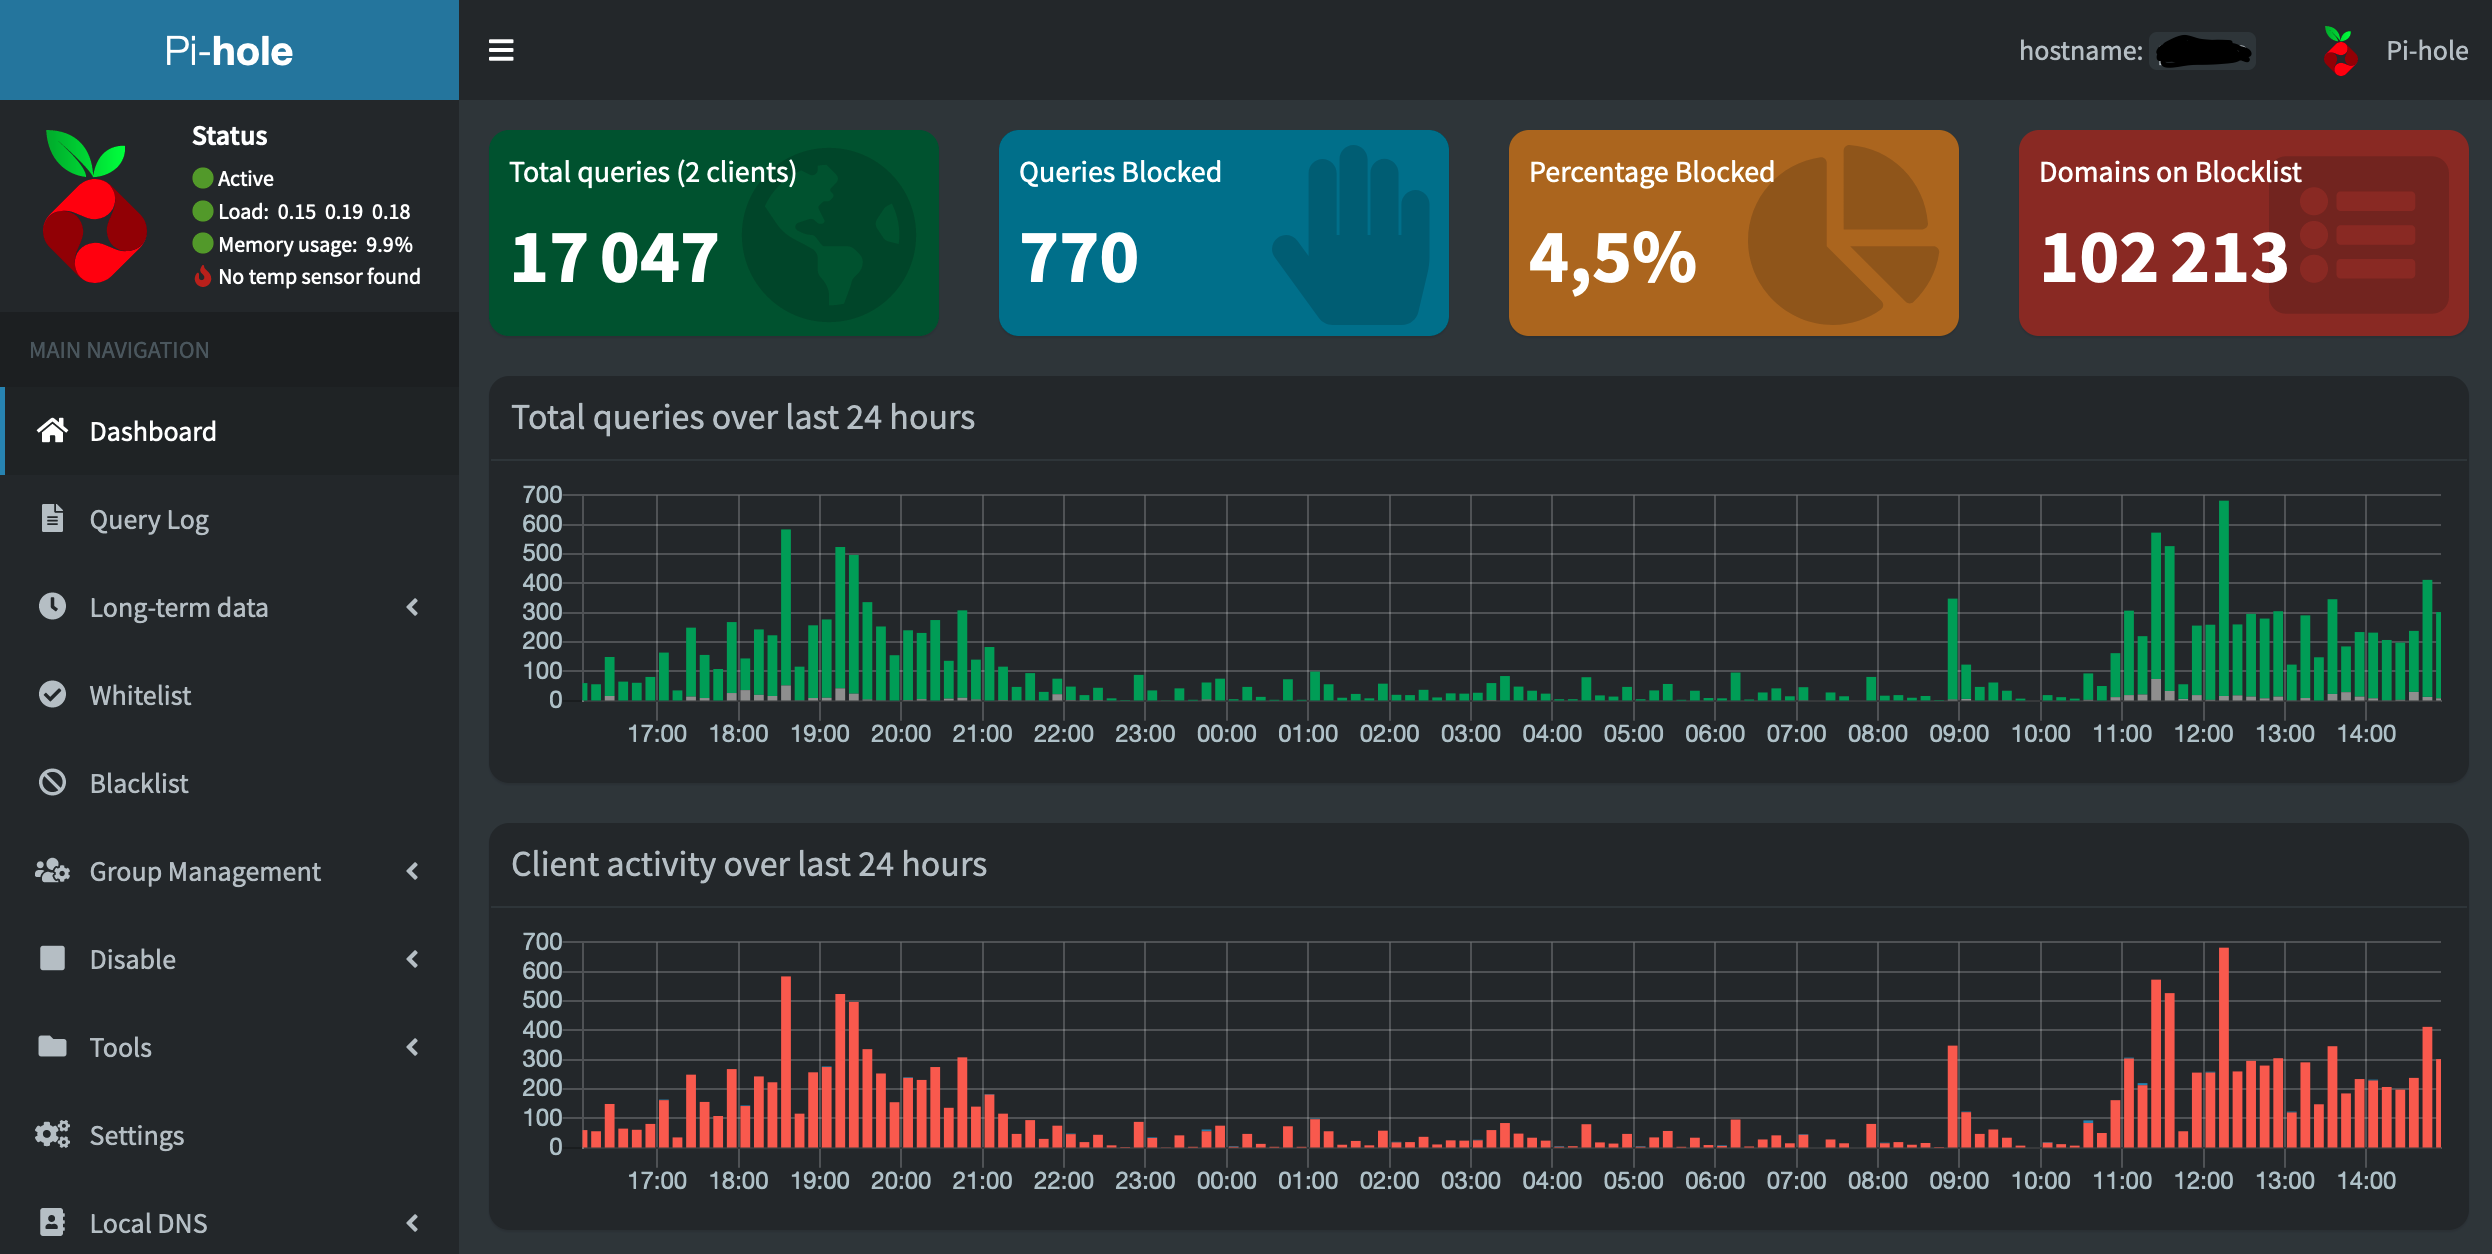 Pi-hole
hostname:
Pi-hole
Status
Active
Load: 0.15 0.19 0.18
Memory usage: 9.9%
No temp sensor found
MAIN NAVIGATION
Dashboard
Query Log
Long-term data
Whitelist
Blacklist
Group Management
Disable
Tools
Settings
Local DNS
Total queries (2 clients)
17 047
Queries Blocked
770
Percentage Blocked
4,5%
Domains on Blocklist
102 213
Total queries over last 24 hours
700
600
500
400
300
200
100
0
17:00 18:00 19:00 20:00 21:00 22:00 23:00 00:00 01:00 02:00 03:00 04:00 05:00 06:00 07:00 08:00 09:00 10:00 11:00 12:00 13:00 14:00
Client activity over last 24 hours
700
600
500
400
300
200
100
0
17:00 18:00 19:00 20:00 21:00 22:00 23:00 00:00 01:00 02:00 03:00 04:00 05:00 06:00 07:00 08:00 09:00 10:00 11:00 12:00 13:00 14:00